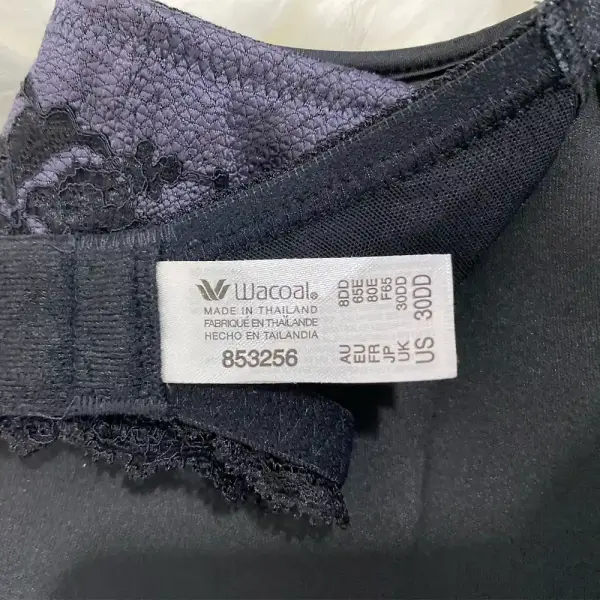 Wacoal®
MADE IN THAILAND
FABRIQUÉ EN THAÏLANDE
HECHO EN TAILANDIA
853256
AU 8DD
EU 65E
FR 80E
JP F65
UK 30DD
US 30DD